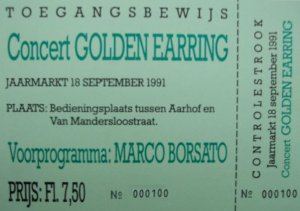 TOEGANGSBEWIJS
Concert GOLDEN EARRING
JAARMARKT 18 SEPTEMBER 1991
PLAATS: Bedieningsplaats tussen Aarhof en
Van Mandersloostraat.
Voorprogramma: MARCO BORSATO
PRIJS: Fl. 7,50
№ 000100
CONTROLESTROOK
Jaarmarkt 18 september 1991
Concert GOLDEN EARRING
№ 000100